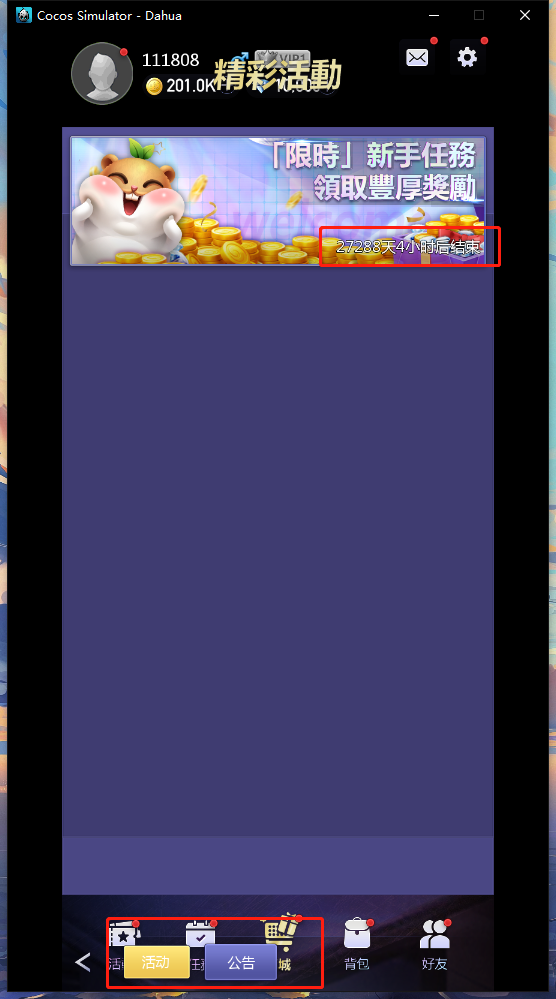 Cocos Simulator - Dahua
111808
VIP1
201.0K
精彩活動
「限時」新手任務
領取豐厚獎勵
27288天4小时后结束
活动
公告
城
背包
好友